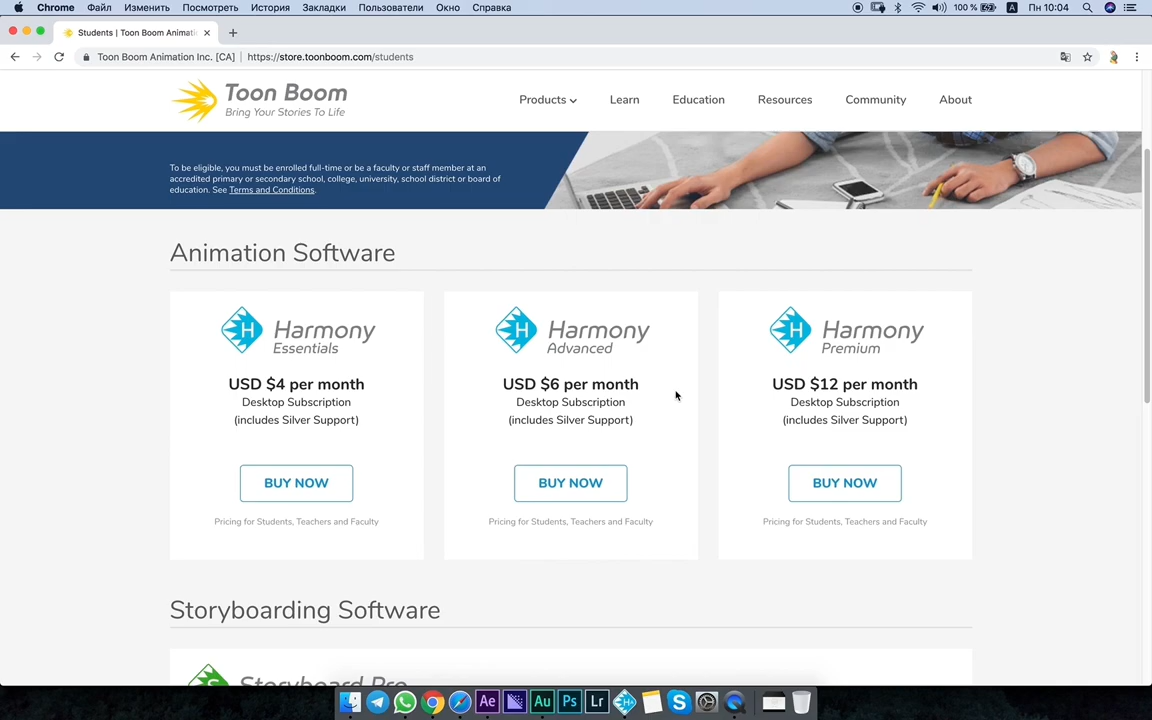 Chrome Файл Изменить Посмотреть История Закладки Пользователи Окно Справка 100 % A Пн 10:04
Students | Toon Boom Animati
Toon Boom Animation Inc. [CA] | https://store.toonboom.com/students
Toon Boom
Bring Your Stories To Life
Products Learn Education Resources Community About
To be eligible, you must be enrolled full-time or be a faculty or staff member at an
accredited primary or secondary school, college, university, school district or board of
education. See Terms and Conditions.
Animation Software
H Harmony Essentials
USD $4 per month
Desktop Subscription
(includes Silver Support)
BUY NOW
Pricing for Students, Teachers and Faculty
H Harmony Advanced
USD $6 per month
Desktop Subscription
(includes Silver Support)
BUY NOW
Pricing for Students, Teachers and Faculty
H Harmony Premium
USD $12 per month
Desktop Subscription
(includes Silver Support)
BUY NOW
Pricing for Students, Teachers and Faculty
Storyboarding Software
Storyboard Pro
Ae Au Ps Lr H S